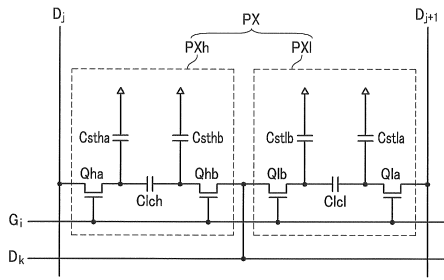 Dj PX Dj+1
PXh PXl
Cstha Csthb Cstlb Cstla
Qha Qhb Qlb Qla
Clch Clcl
Gi
Dk